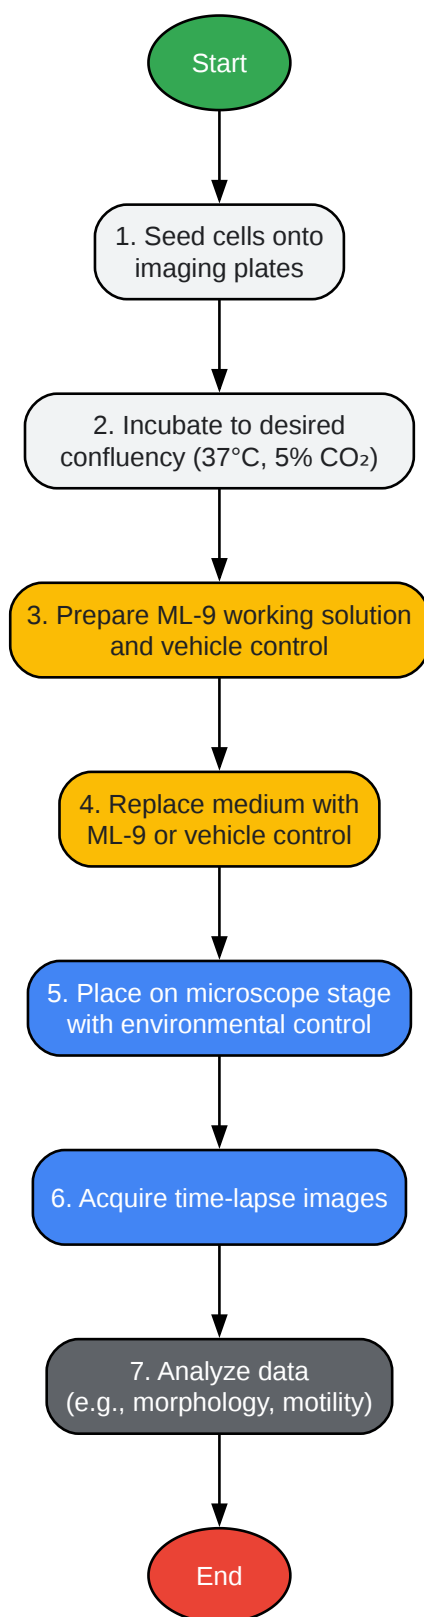 Start
1. Seed cells onto
imaging plates
2. Incubate to desired
confluency (37°C, 5% CO₂)
3. Prepare ML-9 working solution
and vehicle control
4. Replace medium with
ML-9 or vehicle control
5. Place on microscope stage
with environmental control
6. Acquire time-lapse images
7. Analyze data
(e.g., morphology, motility)
End